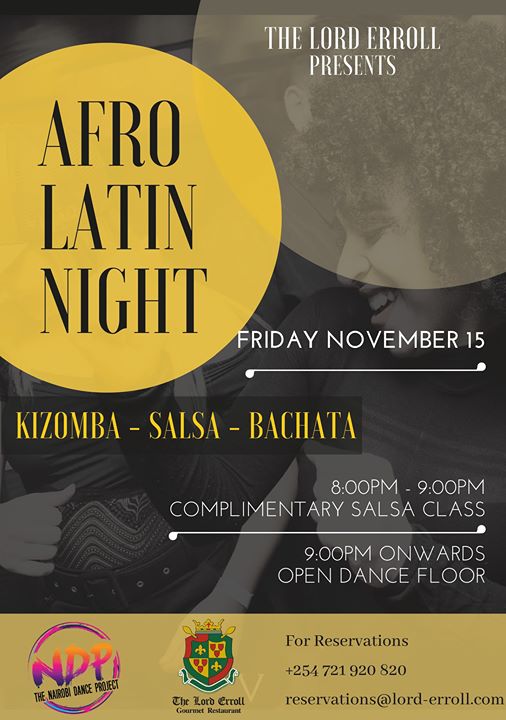 THE LORD ERROLL
PRESENTS
AFRO
LATIN
NIGHT
FRIDAY NOVEMBER 15
KIZOMBA - SALSA - BACHATA
8:00PM - 9:00PM
COMPLIMENTARY SALSA CLASS
9:00PM ONWARDS
OPEN DANCE FLOOR
NDP
THE NAIROBI DANCE PROJECT
The Lord Erroll
Gourmet Restaurant
For Reservations
+254 721 920 820
reservations@lord-erroll.com